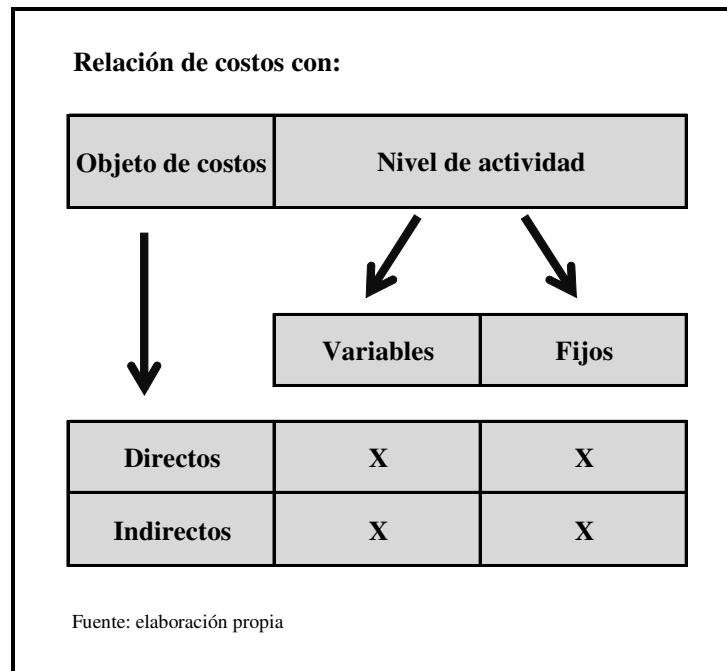 Relación de costos con:
Objeto de costos Nivel de actividad
Variables Fijos
Directos X X
Indirectos X X
Fuente: elaboración propia